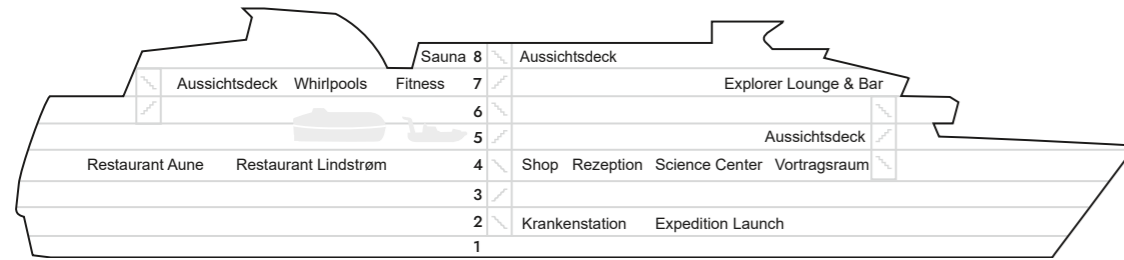 Sauna 8 Aussichtsdeck
Aussichtsdeck Whirlpools Fitness 7 Explorer Lounge & Bar
6
5 Aussichtsdeck
Restaurant Aune Restaurant Lindstrøm 4 Shop Rezeption Science Center Vortragsraum
3
2 Krankenstation Expedition Launch
1